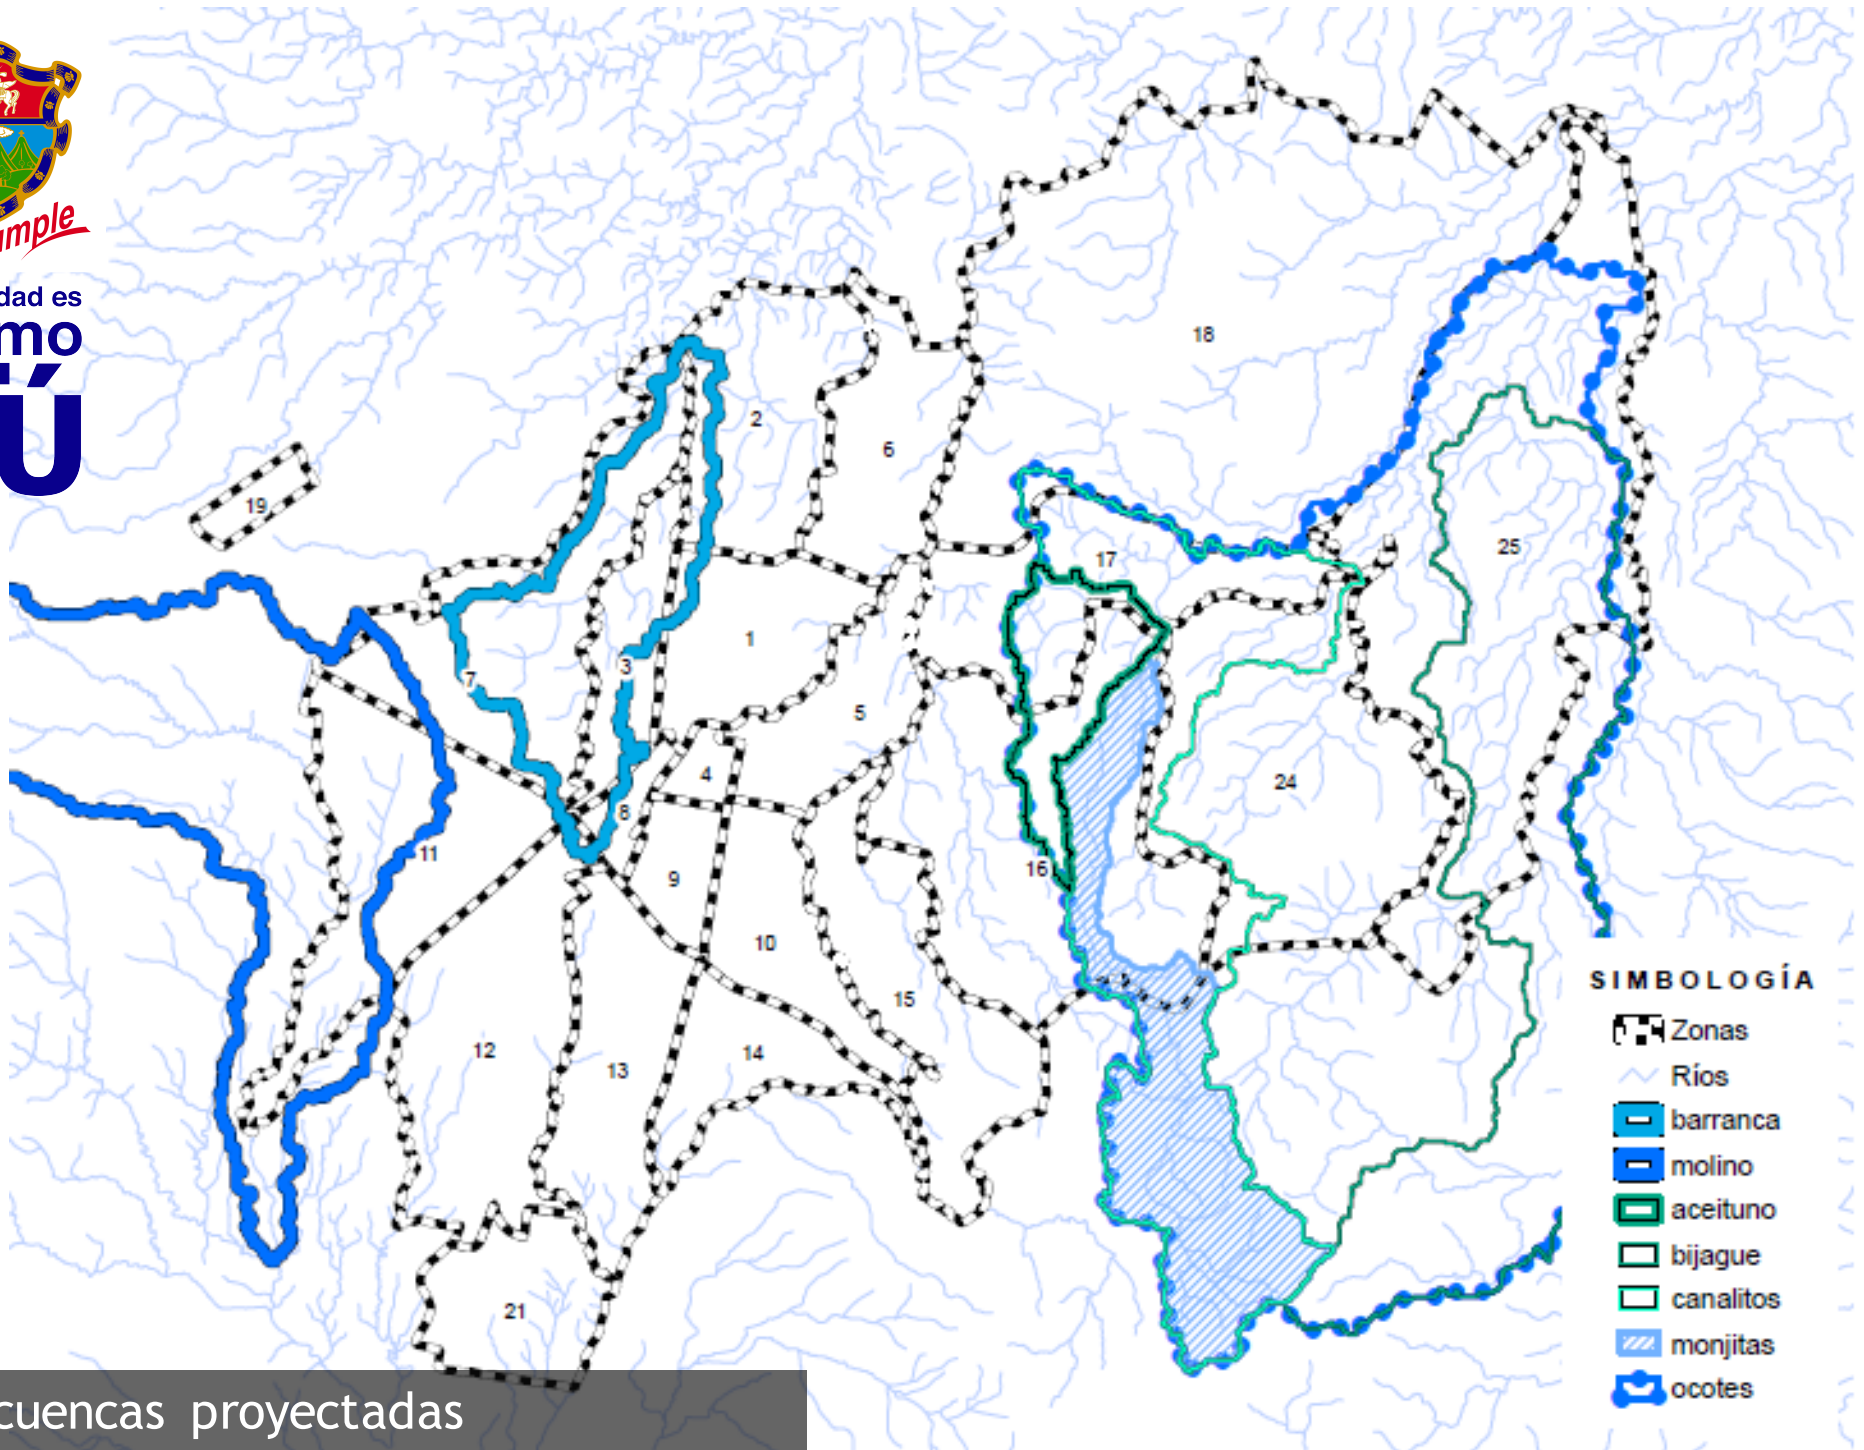 dad es
mo
Ú
18
2
6
19
17
25
1
3
7
5
4
24
8
11
16
9
10
15
12
14
13
21
SIMBOLOGÍA
Zonas
Ríos
barranca
molino
aceituno
bijague
canalitos
monjitas
ocotes
cuencas proyectadas